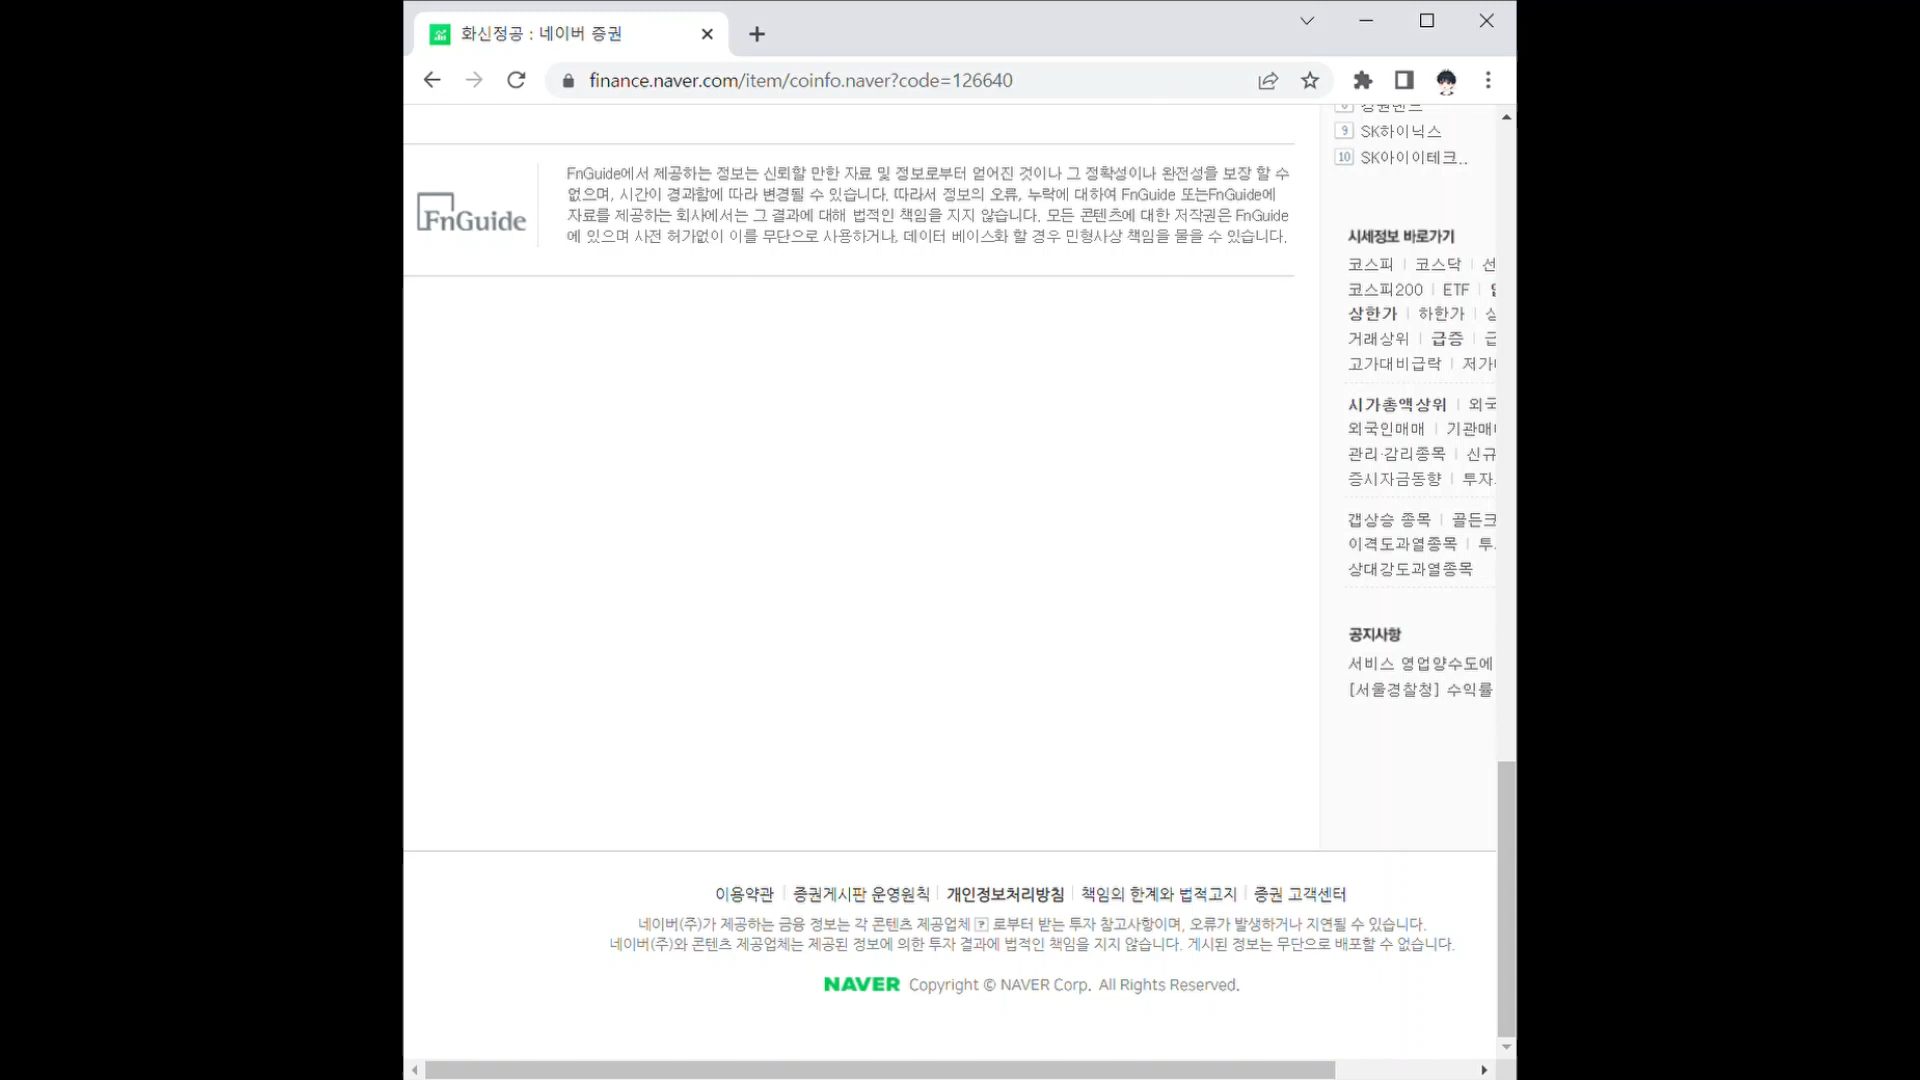 화신정공 : 네이버 증권
finance.naver.com/item/coinfo.naver?code=126640
9 SK하이닉스
10 SK아이이테크..
FnGuide
FnGuide에서 제공하는 정보는 신뢰할 만한 자료 및 정보로부터 얻어진 것이나 그 정확성이나 완전성을 보장 할 수
없으며, 시간이 경과함에 따라 변경될 수 있습니다. 따라서 정보의 오류, 누락에 대하여 FnGuide 또는FnGuide에
자료를 제공하는 회사에서는 그 결과에 대해 법적인 책임을 지지 않습니다. 모든 콘텐츠에 대한 저작권은 FnGuide
에 있으며 사전 허가없이 이를 무단으로 사용하거나, 데이터 베이스화 할 경우 민형사상 책임을 물을 수 있습니다.
시세정보 바로가기
코스피 코스닥 선
코스피200 ETF
상한가 하한가
거래상위 급증 급
고가대비급락 저가
시가총액상위 외국
외국인매매 기관매
관리·감리종목 신규
증시자금동향 투자
갭상승 종목 골든크
이격도과열종목 투
상대강도과열종목
공지사항
서비스 영업양수도에
[서울경찰청] 수익률
이용약관 증권게시판 운영원칙 개인정보처리방침 책임의 한계와 법적고지 증권 고객센터
네이버(주)가 제공하는 금융 정보는 각 콘텐츠 제공업체 ? 로부터 받는 투자 참고사항이며, 오류가 발생하거나 지연될 수 있습니다.
네이버(주)와 콘텐츠 제공업체는 제공된 정보에 의한 투자 결과에 법적인 책임을 지지 않습니다. 게시된 정보는 무단으로 배포할 수 없습니다.
NAVER Copyright © NAVER Corp. All Rights Reserved.